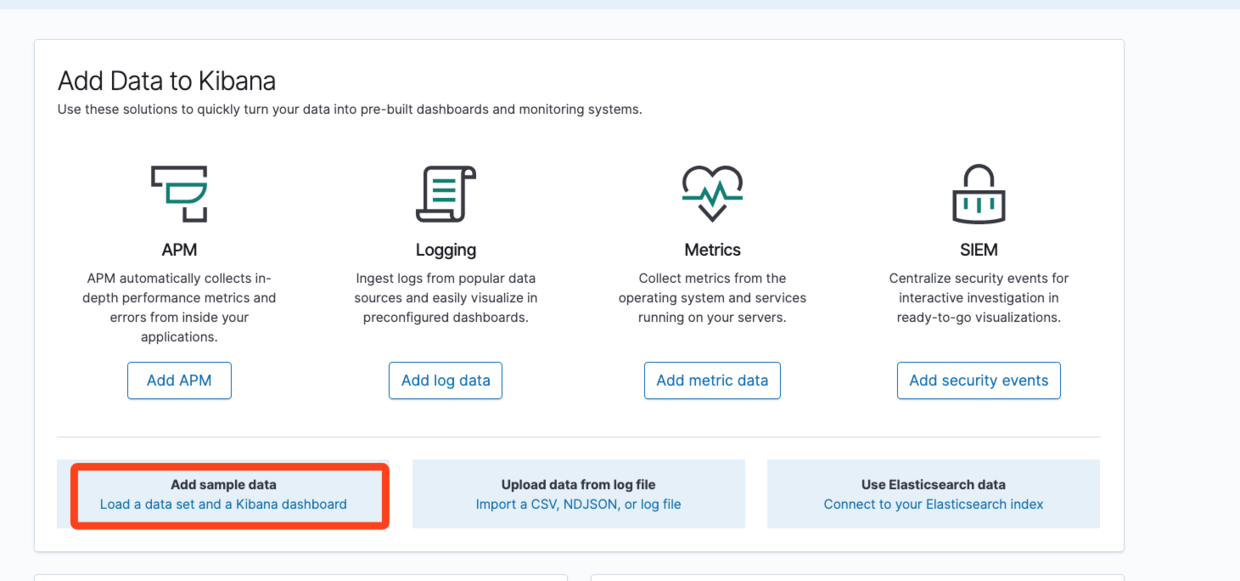 Add Data to Kibana
Use these solutions to quickly turn your data into pre-built dashboards and monitoring systems.
APM
APM automatically collects in-
depth performance metrics and
errors from inside your
applications.
Add APM
Logging
Ingest logs from popular data
sources and easily visualize in
preconfigured dashboards.
Add log data
Metrics
Collect metrics from the
operating system and services
running on your servers.
Add metric data
SIEM
Centralize security events for
interactive investigation in
ready-to-go visualizations.
Add security events
Add sample data
Load a data set and a Kibana dashboard
Upload data from log file
Import a CSV, NDJSON, or log file
Use Elasticsearch data
Connect to your Elasticsearch index